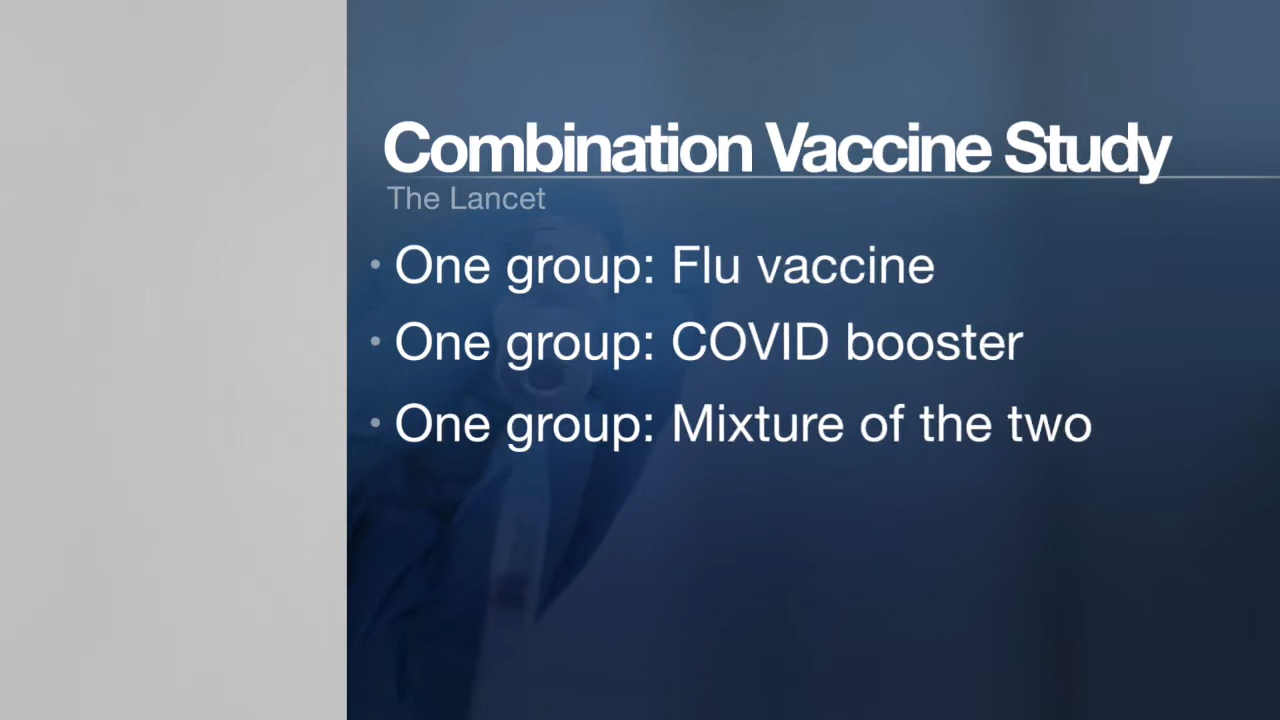 Combination Vaccine Study
The Lancet
• One group: Flu vaccine
• One group: COVID booster
• One group: Mixture of the two